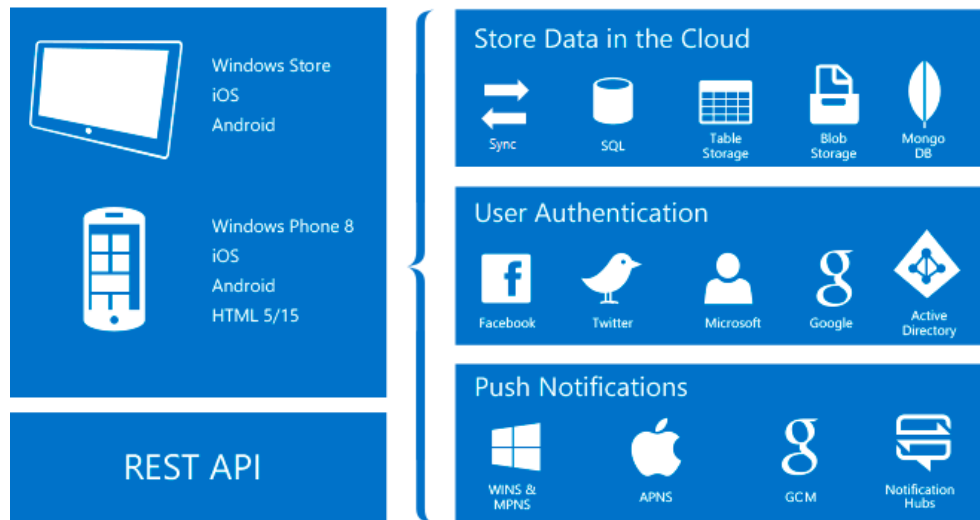 Windows Store
iOS
Android
Windows Phone 8
iOS
Android
HTML 5/15
REST API
Store Data in the Cloud
Sync
SQL
Table
Storage
Blob
Storage
Mongo
DB
User Authentication
Facebook
Twitter
Microsoft
Google
Active
Directory
Push Notifications
WINS &
MPNS
APNS
GCM
Notification
Hubs